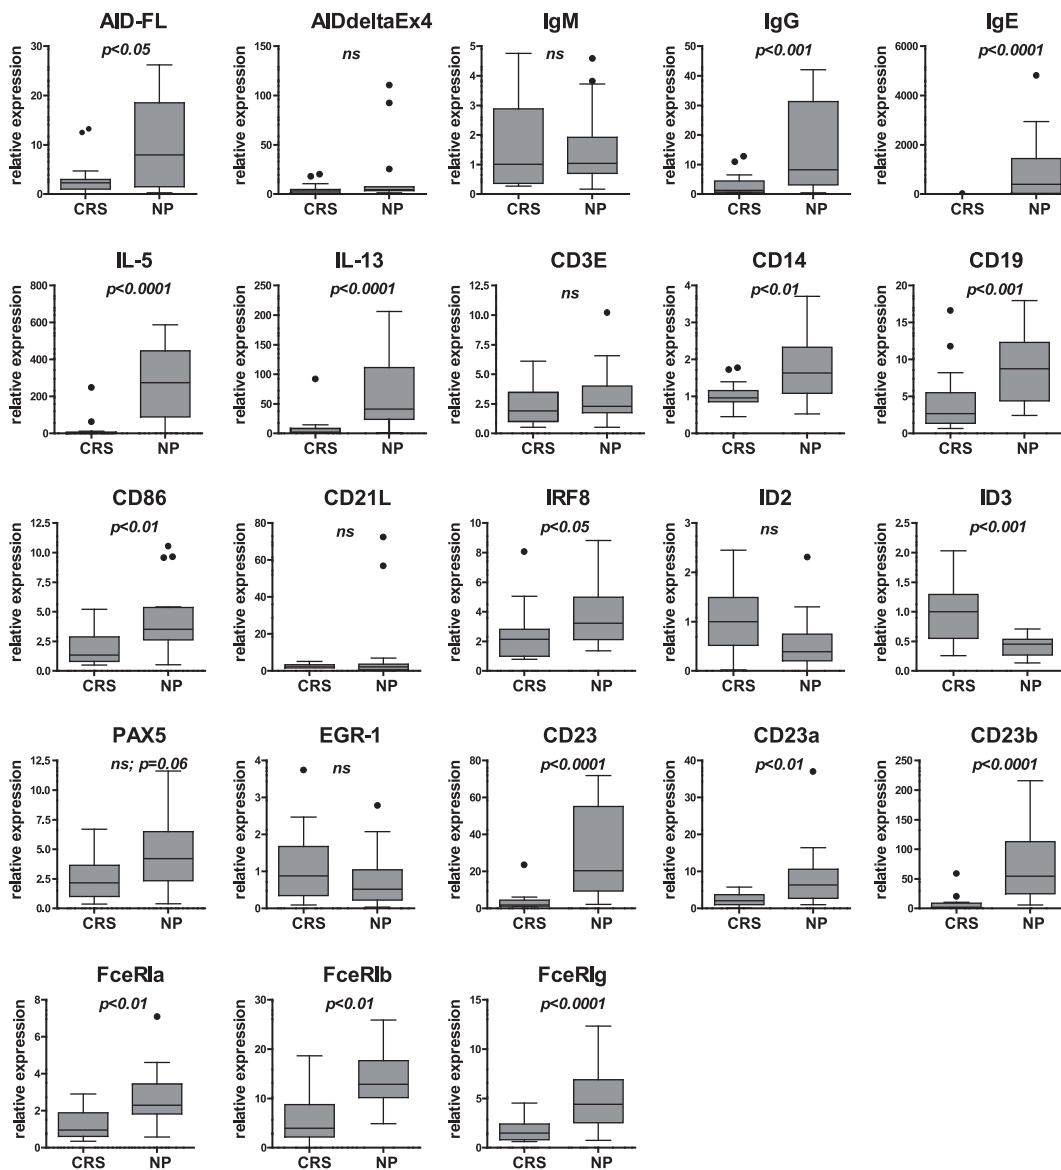 AID-FL AIDdeltaEx4 IgM IgG IgE
p<0.05 ns ns p<0.001 p<0.0001
relative expression relative expression relative expression relative expression relative expression
30 150 5 50 6000
20 100 4 40 4000
10 50 3 30 2000
0 0 2 20 0
1 10
0 0
CRS NP CRS NP CRS NP CRS NP CRS NP
IL-5 IL-13 CD3E CD14 CD19
p<0.0001 p<0.0001 ns p<0.01 p<0.001
relative expression relative expression relative expression relative expression relative expression
800 250 12.5 4 20
600 200 10.0 3 15
400 150 7.5 2 10
200 100 5.0 1 5
0 50 2.5 0 0
0 0.0
CRS NP CRS NP CRS NP CRS NP CRS NP
CD86 CD21L IRF8 ID2 ID3
p<0.01 ns p<0.05 ns p<0.001
relative expression relative expression relative expression relative expression relative expression
12.5 80 10 3 2.5
10.0 60 8 2 2.0
7.5 40 6 1 1.5
5.0 20 4 0 1.0
2.5 0 2 0.5
0.0 0 0.0
CRS NP CRS NP CRS NP CRS NP CRS NP
PAX5 EGR-1 CD23 CD23a CD23b
ns; p=0.06 ns p<0.0001 p<0.01 p<0.0001
relative expression relative expression relative expression relative expression relative expression
12.5 4 80 40 250
10.0 3 60 30 200
7.5 2 40 20 150
5.0 1 20 10 100
2.5 0 0 0 50
0.0 0
CRS NP CRS NP CRS NP CRS NP CRS NP
FceRIa FceRIb FceRIg
p<0.01 p<0.01 p<0.0001
relative expression relative expression relative expression
8 30 15
6 20 10
4 10 5
2 0 0
0
CRS NP CRS NP CRS NP